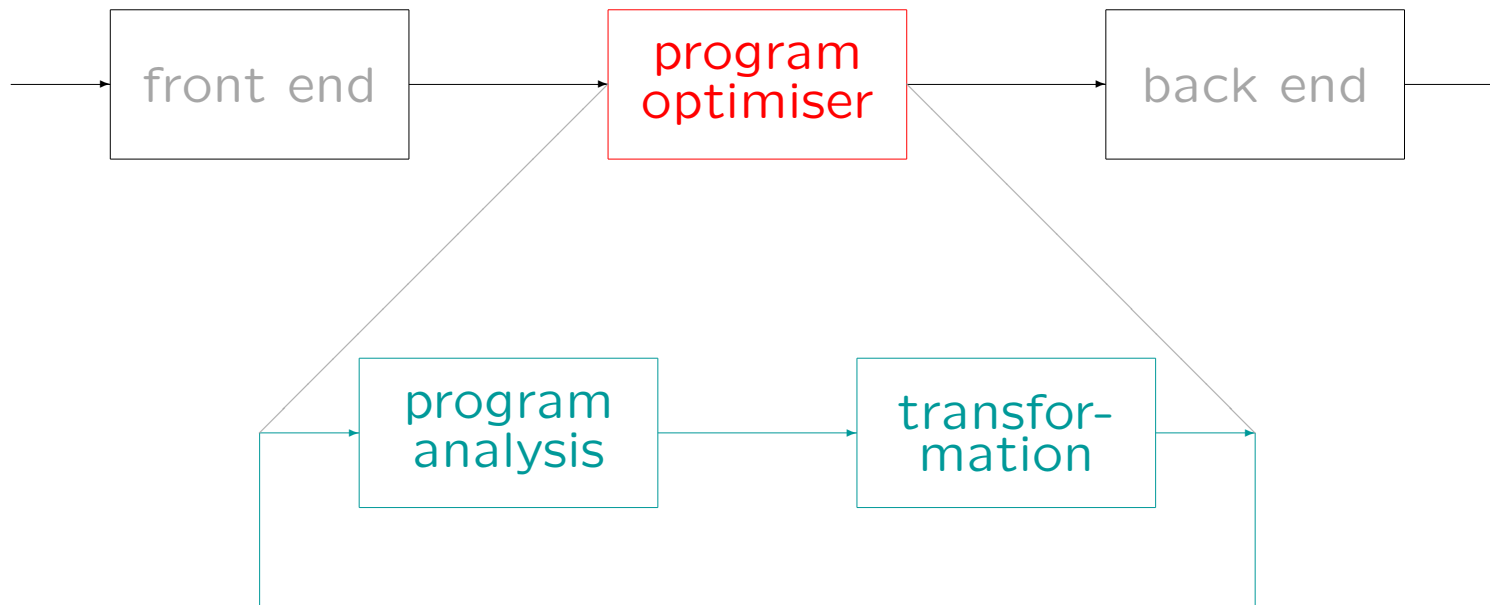 front end
program
optimiser
back end
program
analysis
transfor-
mation